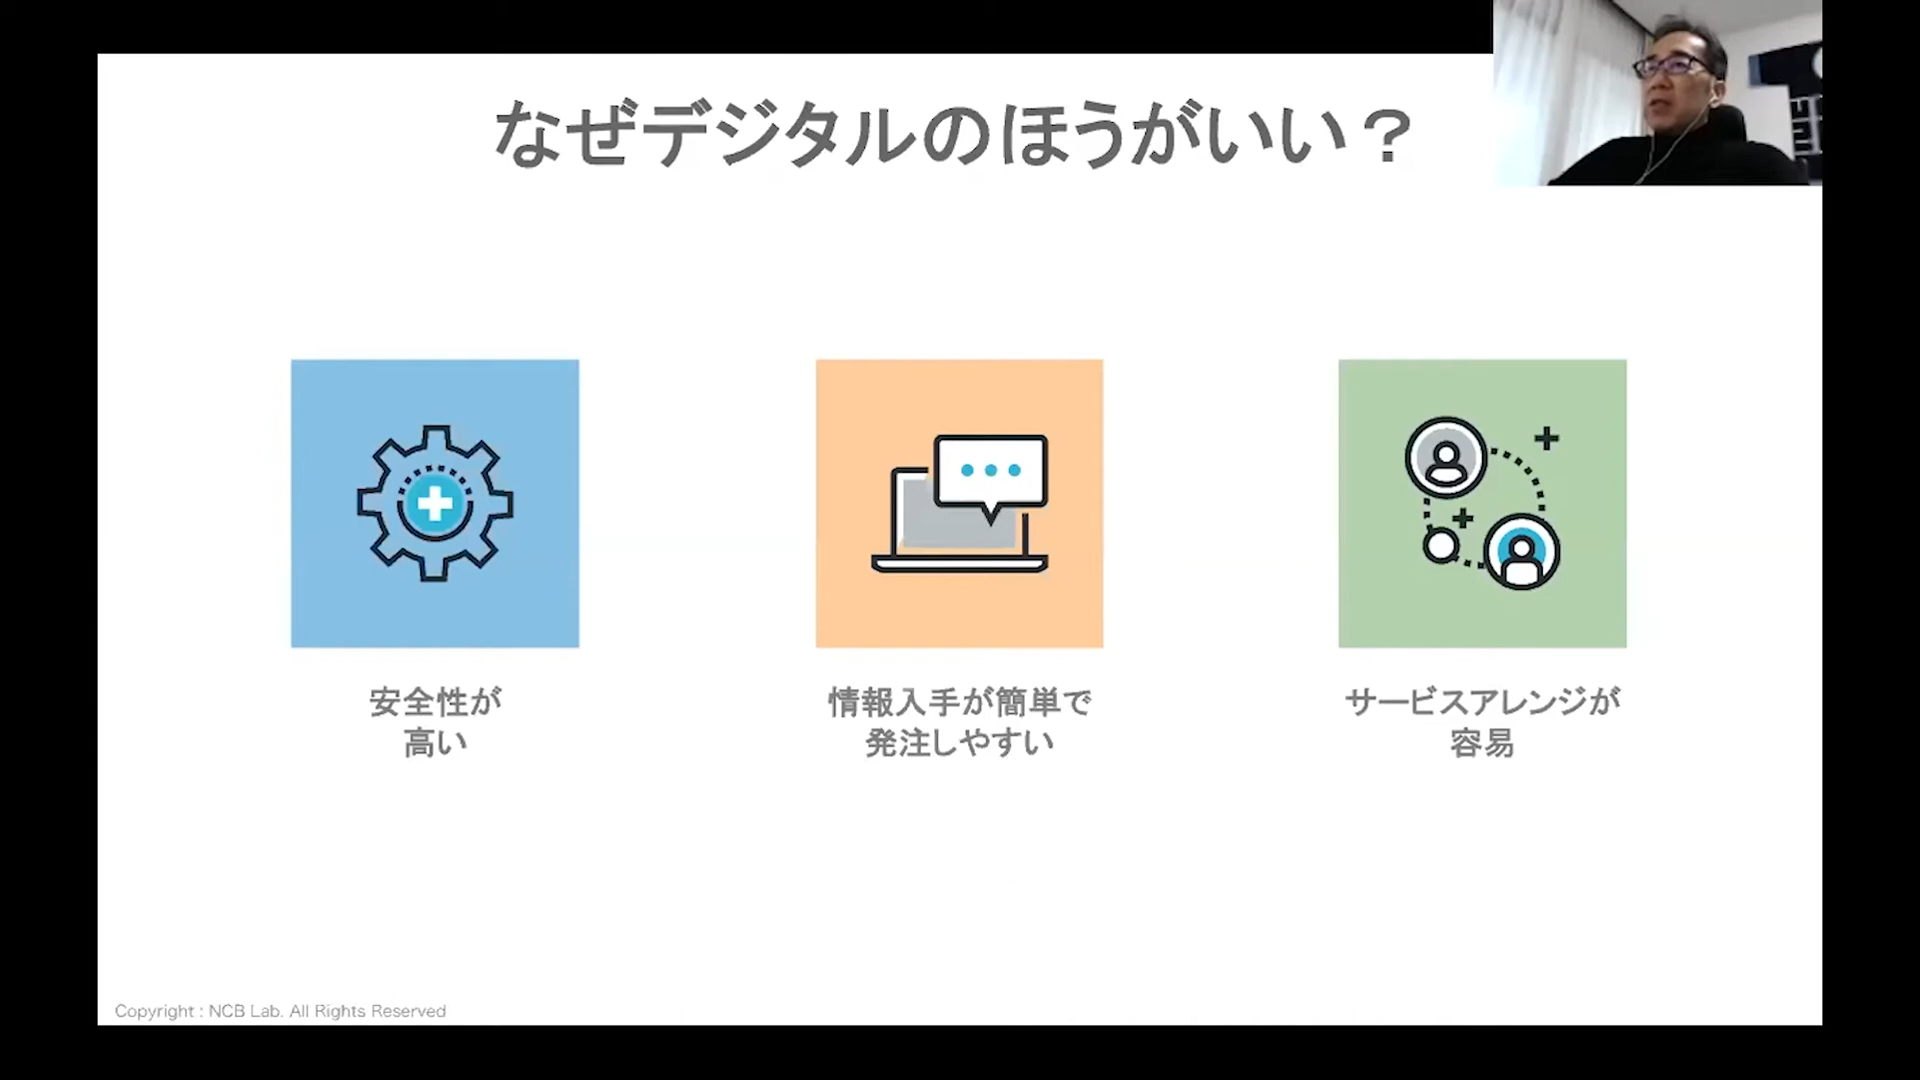 なぜデジタルのほうがいい？
安全性が
高い
情報入手が簡単で
発注しやすい
サービスアレンジが
容易
Copyright : NCB Lab. All Rights Reserved